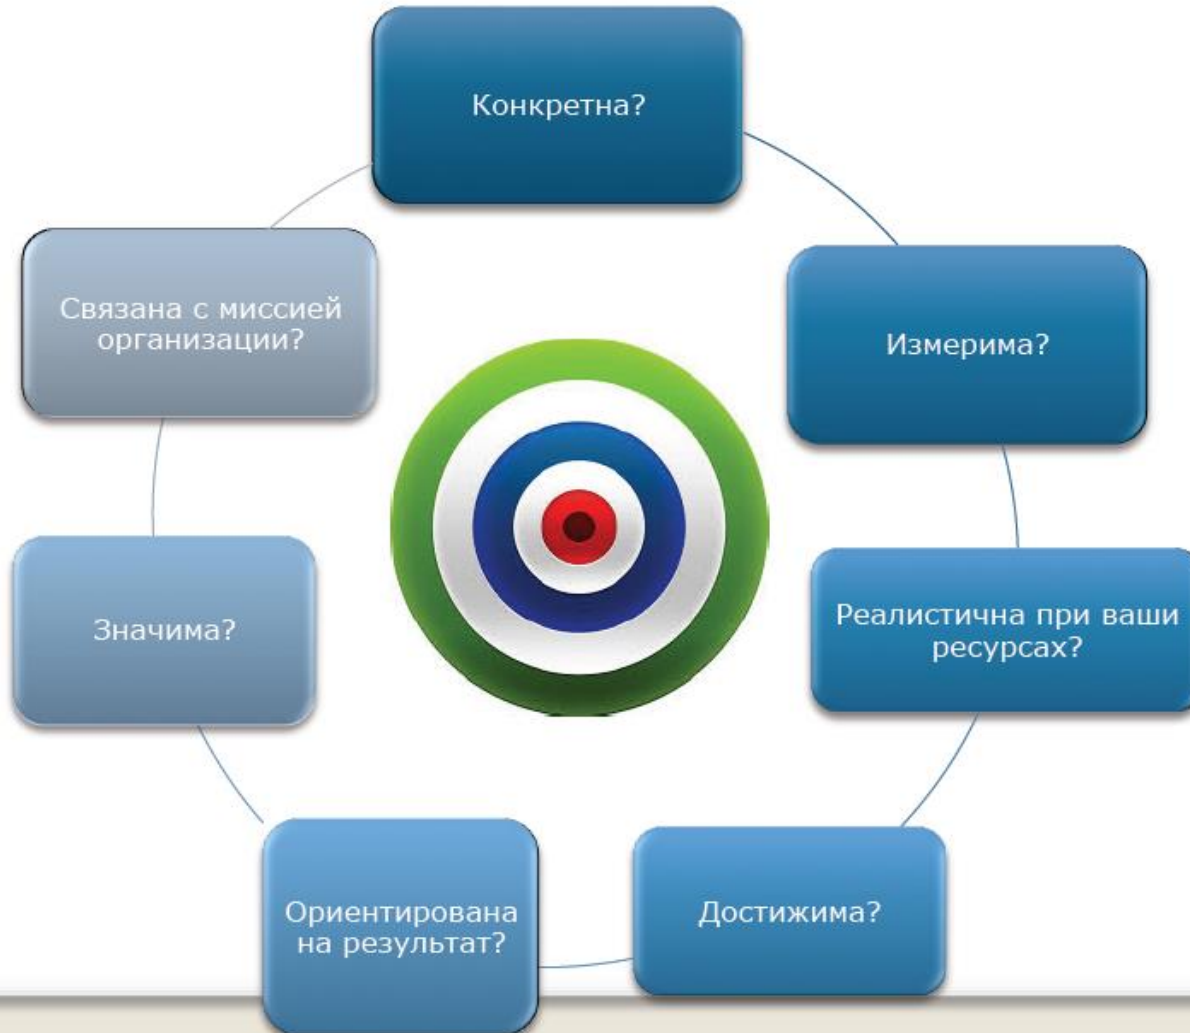 Конкретна?
Измерима?
Реалистична при ваши
ресурсах?
Достижима?
Ориентирована
на результат?
Значима?
Связана с миссией
организации?